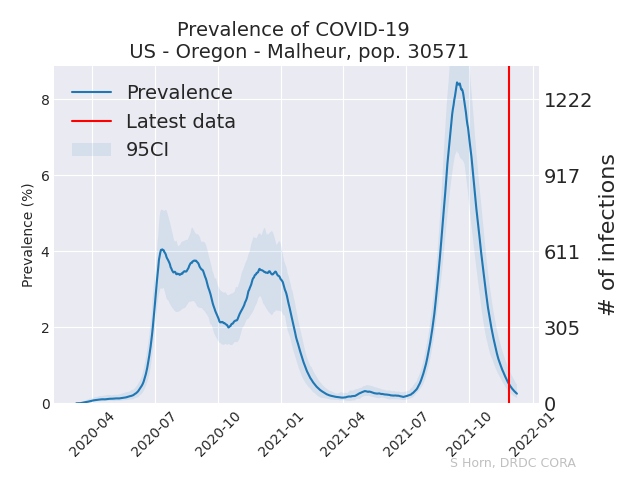 Prevalence of COVID-19
US - Oregon - Malheur, pop. 30571
Prevalence
Latest data
95CI
Prevalence (%)
8
6
4
2
0
1222
917
611
305
0
# of infections
2020-04
2020-07
2020-10
2021-01
2021-04
2021-07
2021-10
2022-01
S Horn, DRDC CORA